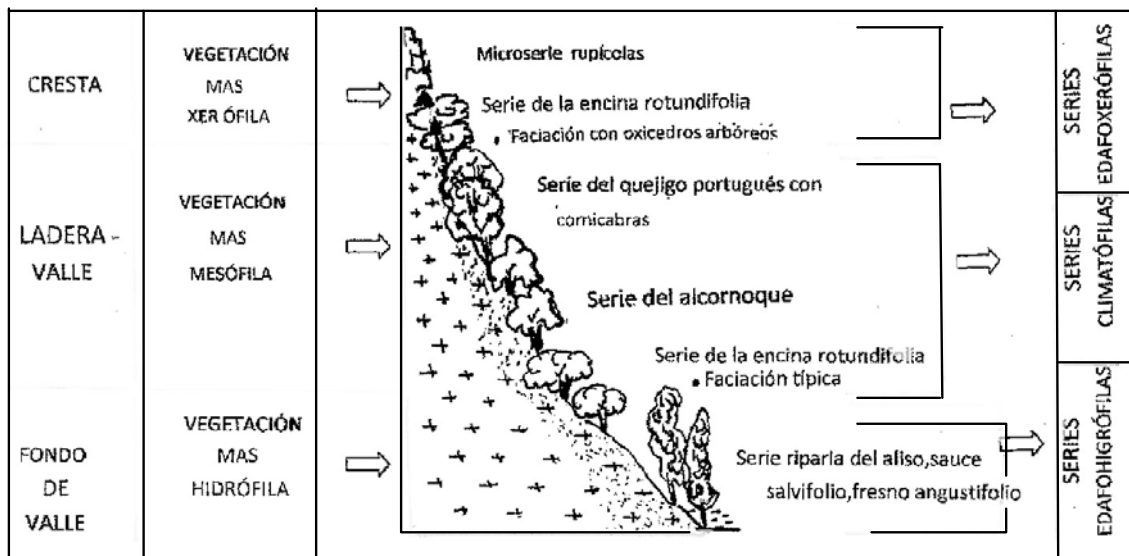 CRESTA
VEGETACIÓN
MAS
XERÓFILA
Microserie rupícolas
Serie de la encina rotundifolia
• Faciación con oxicedros arbóreos
SERIES
EDAFOXERÓFILAS
LADERA -
VALLE
VEGETACIÓN
MAS
MESÓFILA
Serie del quejigo portugués con
cornicabras
Serie del alcornoque
Serie de la encina rotundifolia
• Faciación típica
SERIES
CLIMATÓFILAS
FONDO
DE
VALLE
VEGETACIÓN
MAS
HIDRÓFILA
Serie riparia del aliso,sauce
salvifolio,fresno angustifolio
SERIES
EDAFOHIGRÓFILAS